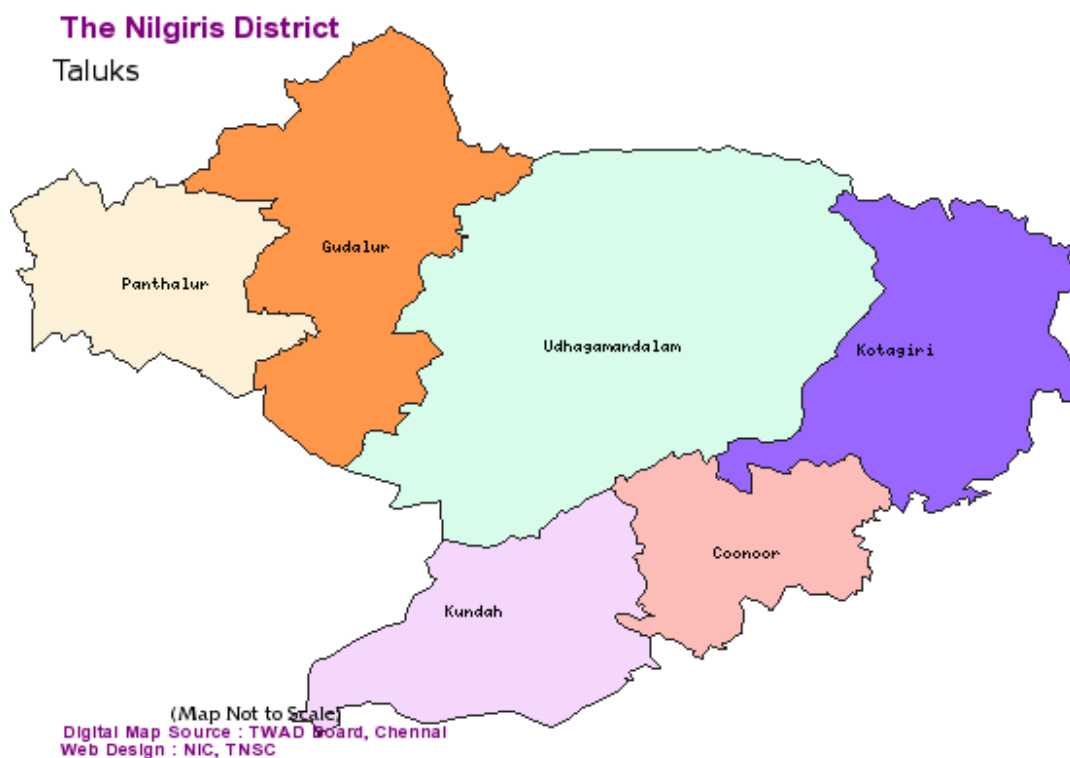 The Nilgiris District
Taluks
Gudalur
Panthalur
Udhagamandalam
Kotagiri
Coonoor
Kundah
(Map Not to Scale)
Digital Map Source : TWAD Board, Chennai
Web Design : NIC, TNSC